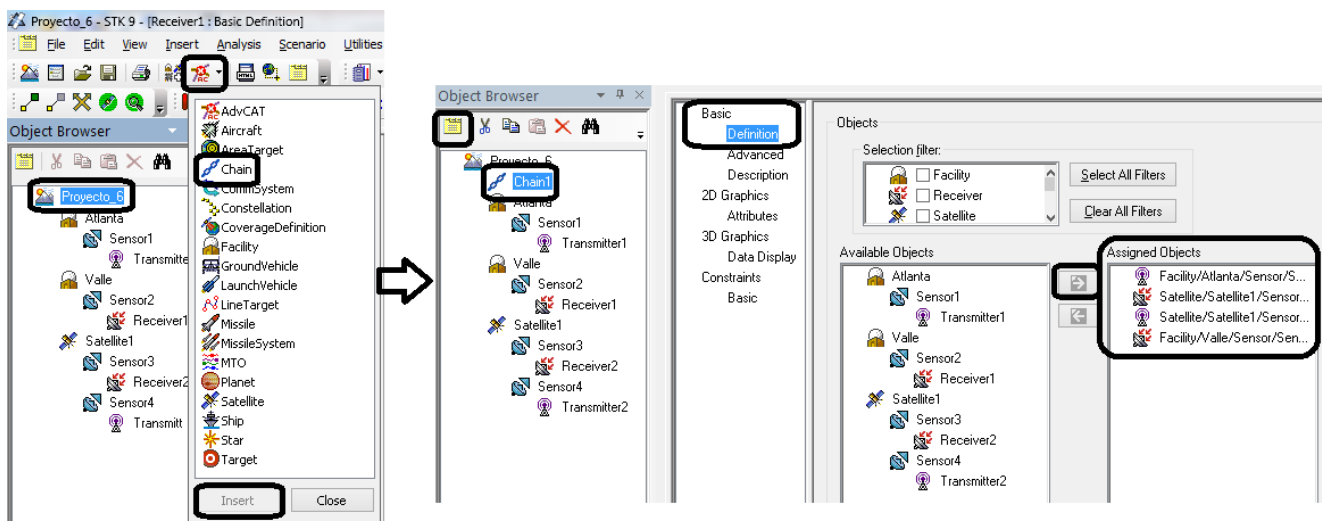 Proyecto_6 - STK 9 - [Receiver1 : Basic Definition]
File Edit View Insert Analysis Scenario Utilities
Object Browser
Proyecto_6
Atlanta
Sensor1
Transmitte
Valle
Sensor2
Receiver1
Satellite1
Sensor3
Receiver2
Sensor4
Transmitt
AdvCAT
Aircraft
AreaTarget
Chain
CommSystem
Constellation
CoverageDefinition
Facility
GroundVehicle
LaunchVehicle
LineTarget
Missile
MissileSystem
MTO
Planet
Satellite
Ship
Star
Target
Insert Close
Object Browser
Proyecto_6
Chain1
Atlanta
Sensor1
Transmitter1
Valle
Sensor2
Receiver1
Satellite1
Sensor3
Receiver2
Sensor4
Transmitter2
Basic
Definition
Advanced
Description
2D Graphics
Attributes
3D Graphics
Data Display
Constraints
Basic
Objects
Selection filter:
Facility
Receiver
Satellite
Select All Filters
Clear All Filters
Available Objects
Atlanta
Sensor1
Transmitter1
Valle
Sensor2
Receiver1
Satellite1
Sensor3
Receiver2
Sensor4
Transmitter2
Assigned Objects
Facility/Atlanta/Sensor/S...
Satellite/Satellite1/Sensor...
Satellite/Satellite1/Sensor...
Facility/Valle/Sensor/Sen...